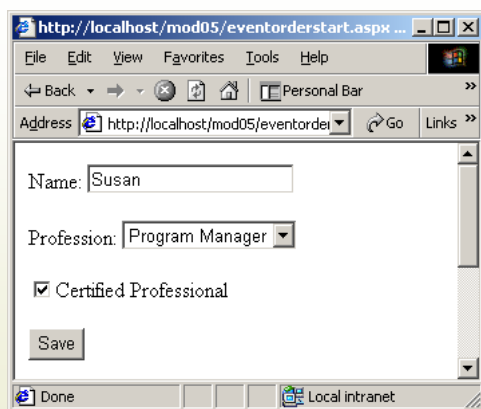 http://localhost/mod05/eventorderstart.aspx ...
File Edit View Favorites Tools Help
Back Personal Bar »
Address http://localhost/mod05/eventorder Go Links »
Name: Susan
Profession: Program Manager
Certified Professional
Save
Done Local intranet